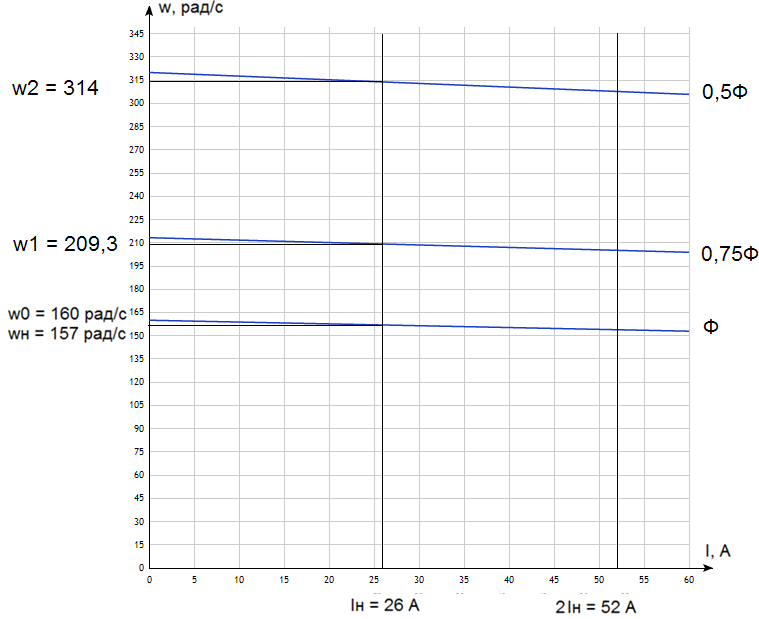 w, рад/с
345
330
w2 = 314
315
0,5Ф
300
285
270
255
240
225
w1 = 209,3
210
0,75Ф
195
180
w0 = 160 рад/с
165
wн = 157 рад/с
Ф
150
135
120
105
90
75
60
45
30
15
I, А
0
0 5 10 15 20 25 30 35 40 45 50 55 60
Iн = 26 А
2Iн = 52 А